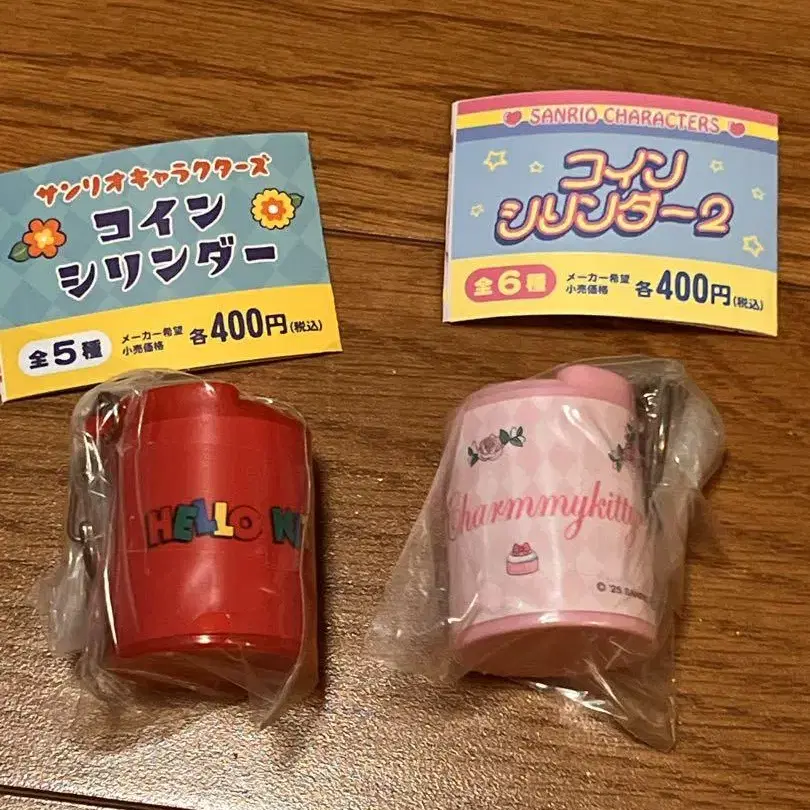 サンリオキャラクターズ
コイン
シリンダー
全5種
メーカー希望
小売価格
各400円(税込)
SANRIO CHARACTERS
コイン
シリンダー2
全6種
メーカー希望
小売価格
各400円(税込)
HELLO
Charmmykitty
© '25 SANR